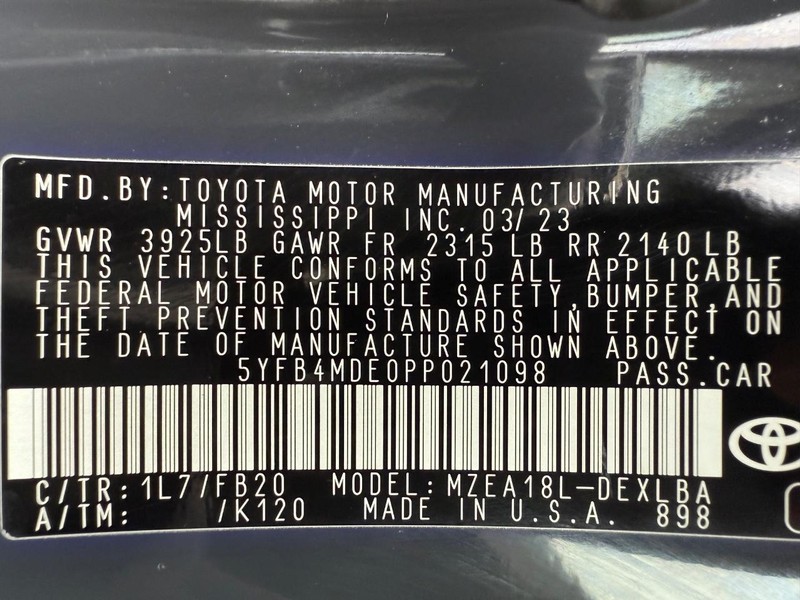 MFD.BY:TOYOTA MOTOR MANUFACTURING
MISSISSIPPI INC. 03/23
GVWR 3925LB GAWR FR 2315 LB RR 2140 LB
THIS VEHICLE CONFORMS TO ALL APPLICABLE
FEDERAL MOTOR VEHICLE SAFETY,BUMPER,AND
THEFT PREVENTION STANDARDS IN EFFECT ON
THE DATE OF MANUFACTURE SHOWN ABOVE.
5YFB4MDE0PP021098 PASS.CAR
C/TR:1L7/FB20 MODEL:MZEA18L-DEXLBA
A/TM: /K120 MADE IN U.S.A. 898